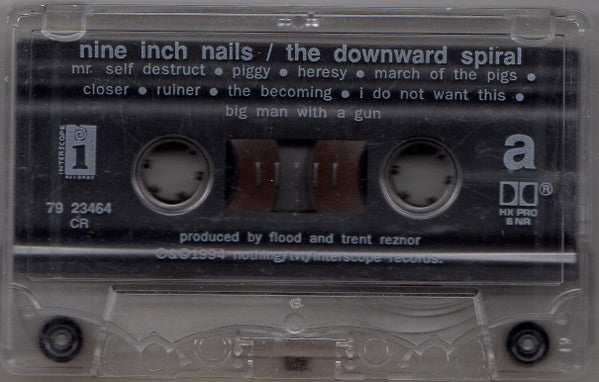 nine inch nails / the downward spiral
mr. self destruct • piggy • heresy • march of the pigs •
closer • ruiner • the becoming • i do not want this •
big man with a gun
i
INTERSCOPE
RECORDS
a
79 23464
CR
HX PRO
B NR
®
produced by flood and trent reznor
℗&©1994 nothing/tvt/interscope records.